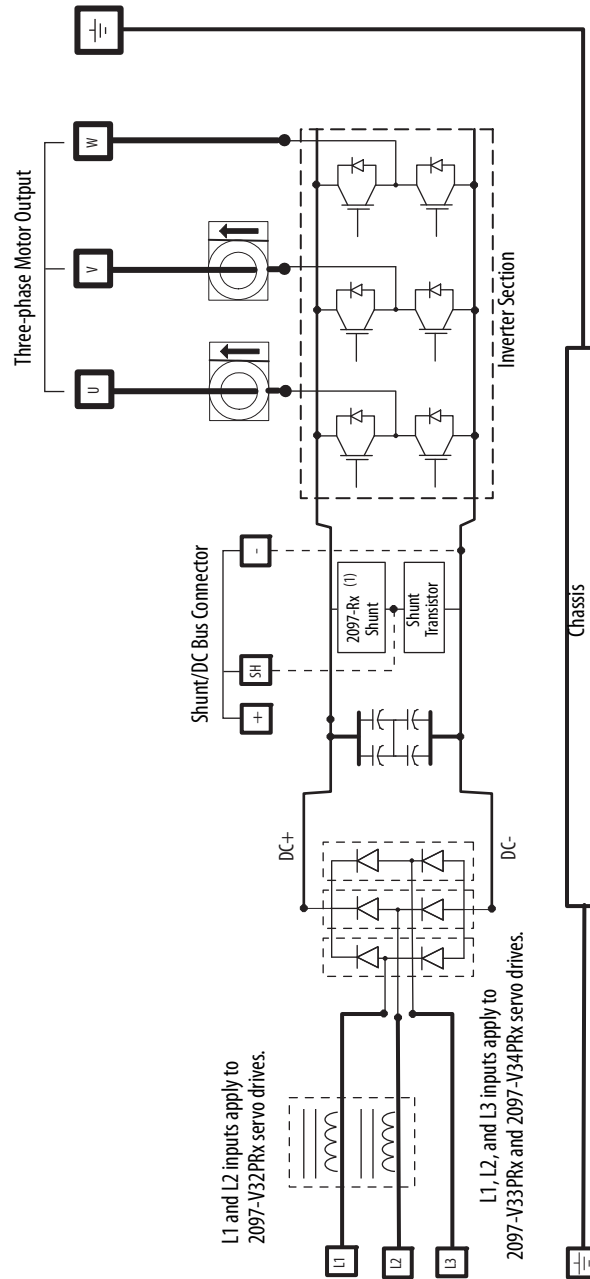 Three-phase Motor Output
U
V
W
Shunt/DC Bus Connector
+
SH
-
2097-Rx (1)
Shunt
Shunt
Transistor
Inverter Section
DC+
DC-
L1 and L2 inputs apply to
2097-V32PRx servo drives.
L1
L2
L3
L1, L2, and L3 inputs apply to
2097-V33PRx and 2097-V34PRx servo drives.
Chassis